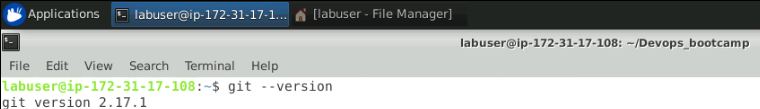 Applications labuser@ip-172-31-17-1... [labuser - File Manager]
labuser@ip-172-31-17-108: ~/Devops_bootcamp
File Edit View Search Terminal Help
labuser@ip-172-31-17-108:~$ git --version
git version 2.17.1